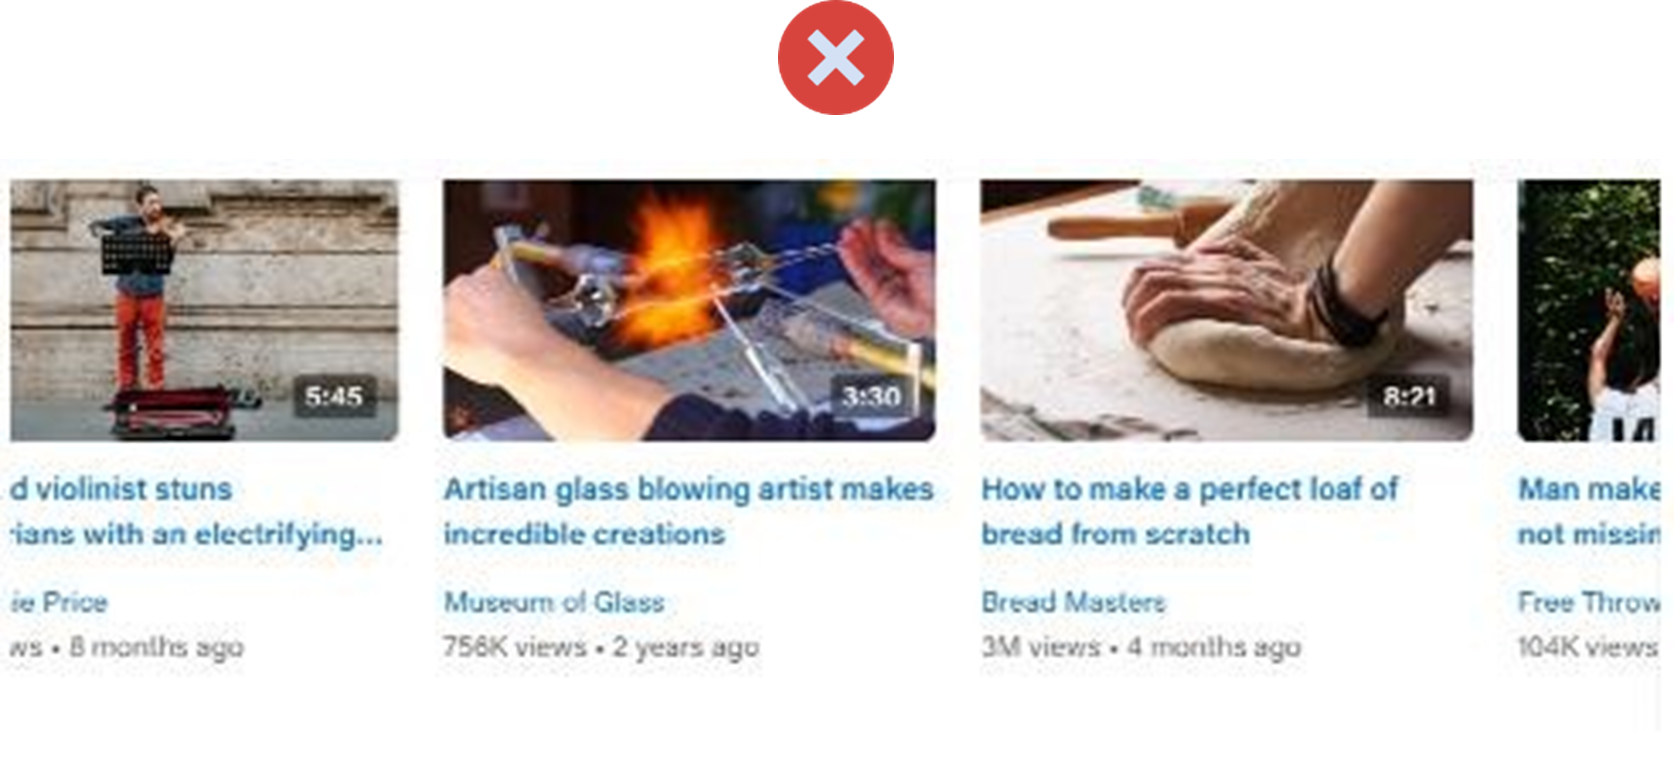 5:45
d violinist stuns
rians with an electrifying...
ie Price
ws • 8 months ago
3:30
Artisan glass blowing artist makes
incredible creations
Museum of Glass
756K views • 2 years ago
8:21
How to make a perfect loaf of
bread from scratch
Bread Masters
3M views • 4 months ago
Man make
not missin
Free Throw
104K views